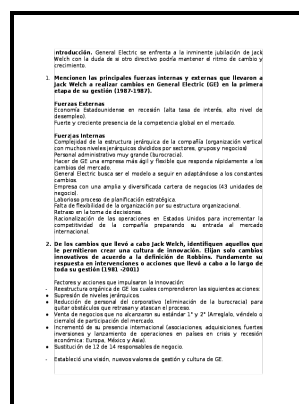 Introducción. General Electric se enfrenta a la inminente jubilación de Jack
Welch con la duda de si otro directivo podría mantener el ritmo de cambio y
crecimiento.
1. Mencionen las principales fuerzas internas y externas que llevaron a
Jack Welch a realizar cambios en General Electric (GE) en la primera
etapa de su gestión (1987-1987).
Fuerzas Externas
Economía Estadounidense en recesión (alta tasa de interés, alto nivel de
desempleo).
Fuerte y creciente presencia de la competencia global en el mercado.
Fuerzas Internas
Complejidad de la estructura jerárquica de la compañía (organización vertical
con muchos niveles jerárquicos divididos por sectores, grupos y negocios)
Personal administrativo muy grande (burocracia).
Hacer de GE una empresa más ágil y flexible que responda rápidamente a los
cambios del mercado.
General Electric busca ser el modelo a seguir en adaptándose a los constantes
cambios.
Empresa con una amplia y diversificada cartera de negocios (43 unidades de
negocio).
Laborioso proceso de planificación estratégica.
Falta de flexibilidad de la organización por su estructura organizacional.
Retraso en la toma de decisiones.
Racionalización de las operaciones en Estados Unidos para incrementar la
competitividad de la compañía preparando su entrada al mercado
internacional.
2. De los cambios que llevó a cabo Jack Welch, identifiquen aquellos que
le permitieron crear una cultura de innovación. Elijan solo cambios
innovativos de acuerdo a la definición de Robbins. Fundamente su
respuesta en intervenciones o acciones que llevó a cabo a lo largo de
toda su gestión (1981 -2001)
Factores y acciones que impulsaron la innovación
- Reestructura orgánica de GE los cuales comprendieron las siguientes acciones:
• Supresión de niveles jerárquicos
• Reducción de personal del corporativo (eliminación de la burocracia) para
quitar obstáculos que retrasan y atascan el proceso.
• Venta de negocios que no alcanzaron su estándar 1° y 2° (Arreglalo, véndelo o
cierralo) de participación del mercado.
• Incrementó de su presencia internacional (asociaciones, adquisiciones, fuertes
inversiones y lanzamiento de operaciones en países en crisis y recesión
económica: Europa, México y Asia).
• Sustitución de 12 de 14 responsables de negocio.
- Estableció una visión, nuevos valores de gestión y cultura de GE.